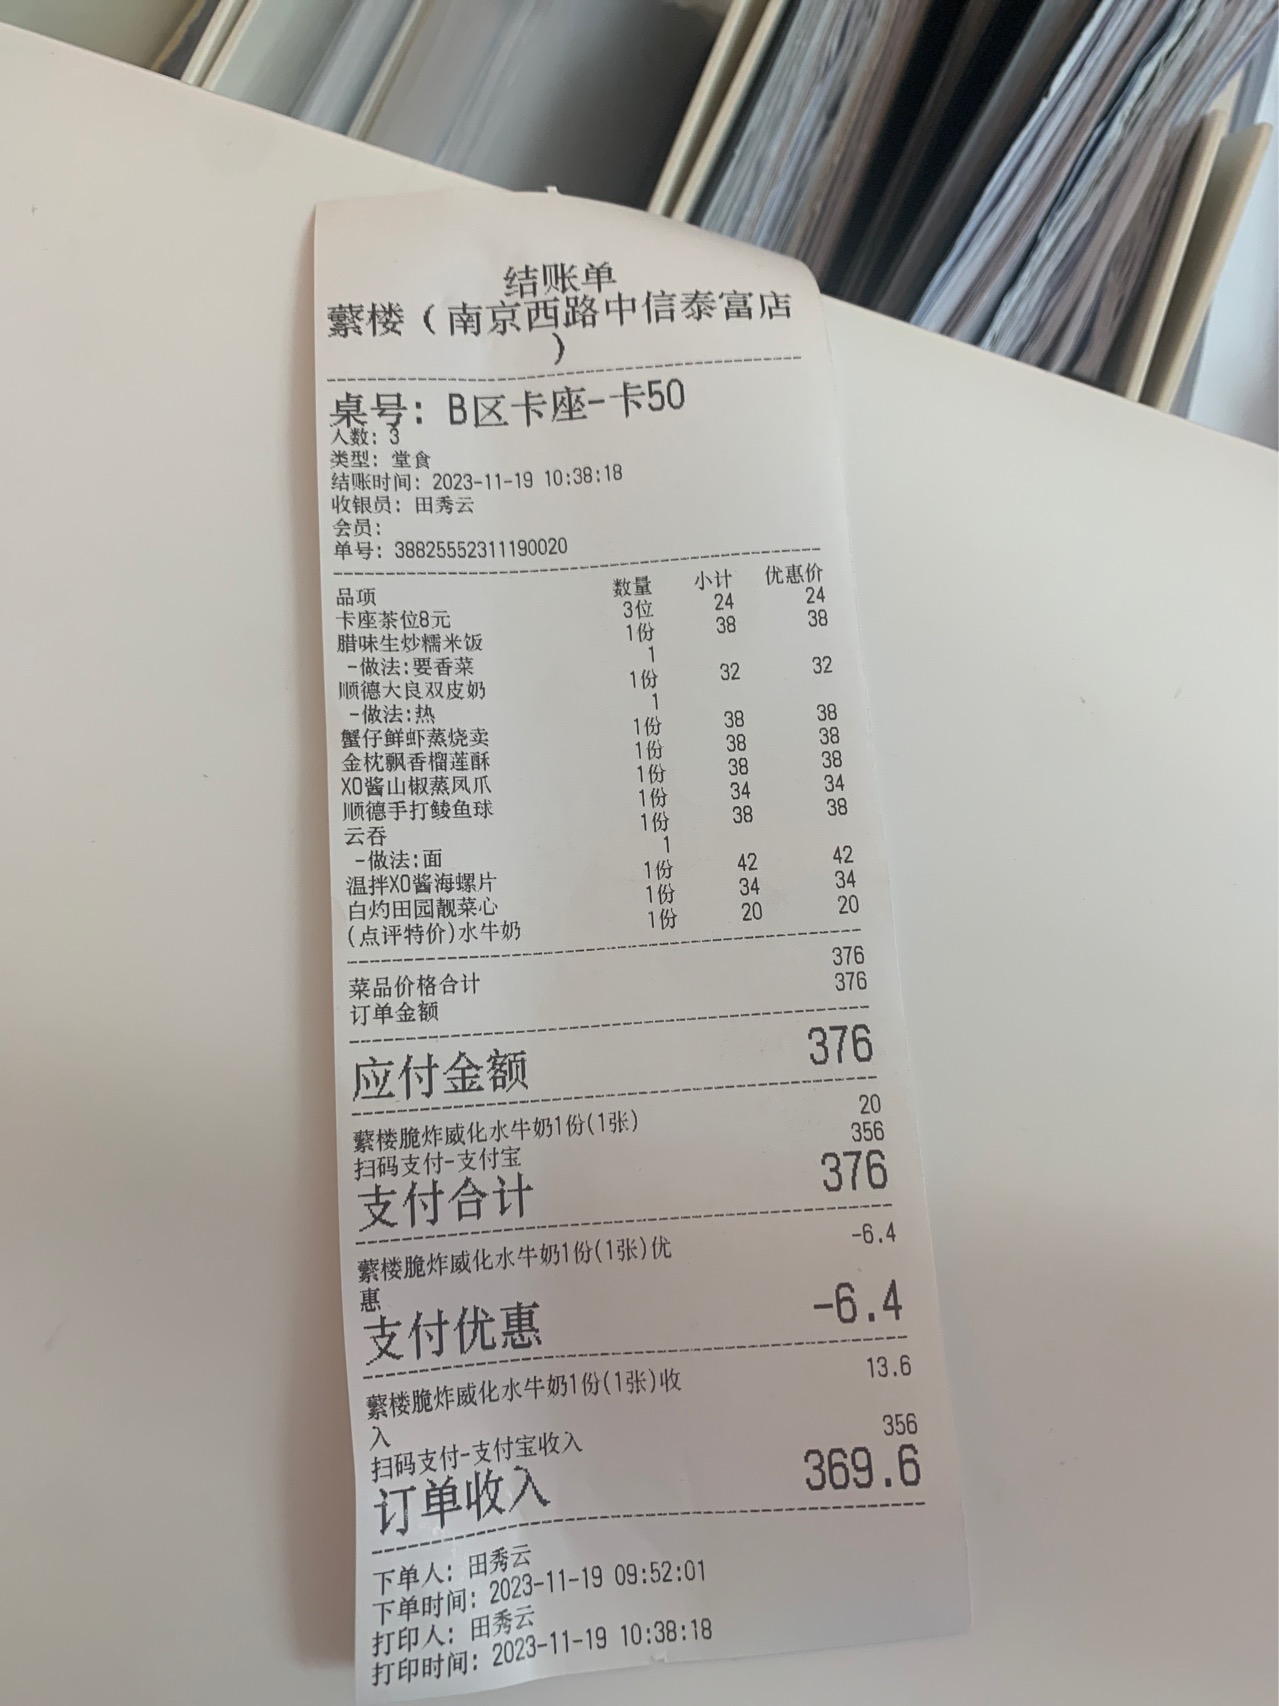 结账单
蘩楼（南京西路中信泰富店
）
桌号: B区卡座-卡50
人数: 3
类型: 堂食
结账时间: 2023-11-19 10:38:18
收银员: 田秀云
会员:
单号: 38825552311190020
品项 数量 小计 优惠价
卡座茶位8元 3位 24 24
腊味生炒糯米饭 1份 38 38
-做法:要香菜 1
顺德大良双皮奶 1份 32 32
-做法:热 1
蟹仔鲜虾蒸烧卖 1份 38 38
金枕飘香榴莲酥 1份 38 38
XO酱山椒蒸凤爪 1份 38 38
顺德手打鲮鱼球 1份 34 34
云吞 1份 38 38
-做法:面 1
温拌XO酱海螺片 1份 42 42
白灼田园靓菜心 1份 34 34
(点评特价)水牛奶 1份 20 20
菜品价格合计 376
订单金额 376
应付金额 376
蘩楼脆炸威化水牛奶1份(1张) 20
扫码支付-支付宝 356
支付合计 376
蘩楼脆炸威化水牛奶1份(1张)优 -6.4
惠
支付优惠 -6.4
蘩楼脆炸威化水牛奶1份(1张)收 13.6
入
扫码支付-支付宝收入 356
订单收入 369.6
下单人: 田秀云
下单时间: 2023-11-19 09:52:01
打印人: 田秀云
打印时间: 2023-11-19 10:38:18